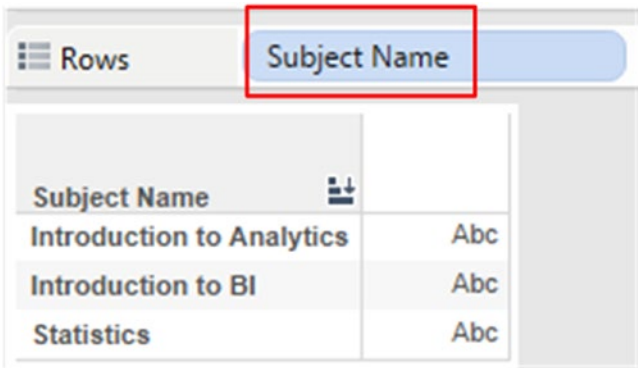 Rows Subject Name
Subject Name
Introduction to Analytics Abc
Introduction to BI Abc
Statistics Abc